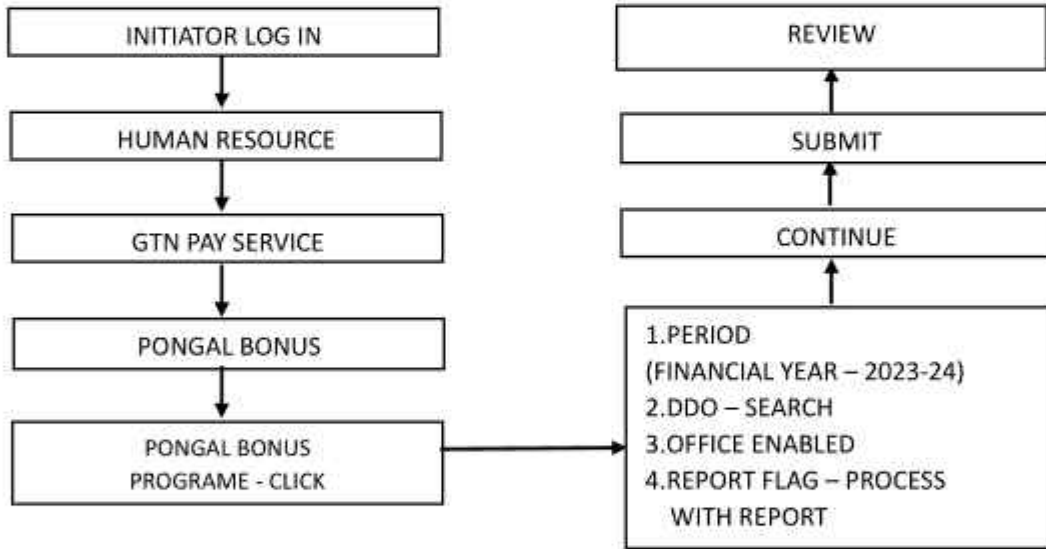 INITIATOR LOG IN
HUMAN RESOURCE
GTN PAY SERVICE
PONGAL BONUS
PONGAL BONUS
PROGRAME - CLICK
1.PERIOD
(FINANCIAL YEAR – 2023-24)
2.DDO – SEARCH
3.OFFICE ENABLED
4.REPORT FLAG – PROCESS
WITH REPORT
CONTINUE
SUBMIT
REVIEW